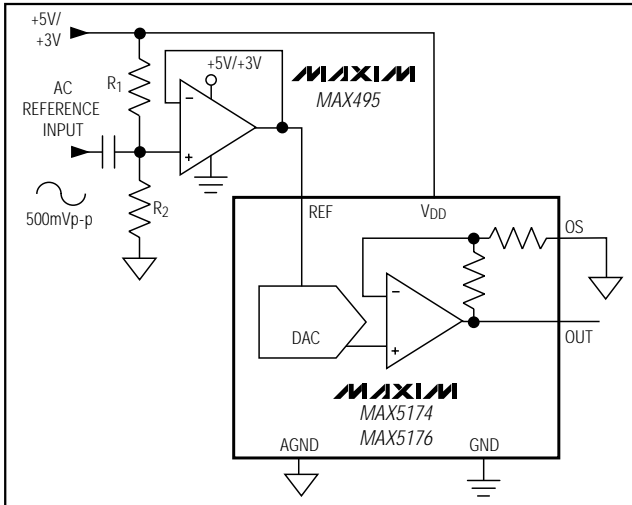 +5V/
+3V
+5V/+3V
MAXIM
MAX495
R1
AC
REFERENCE
INPUT
R2
500mVp-p
REF
VDD
OS
DAC
OUT
MAXIM
MAX5174
MAX5176
AGND
GND